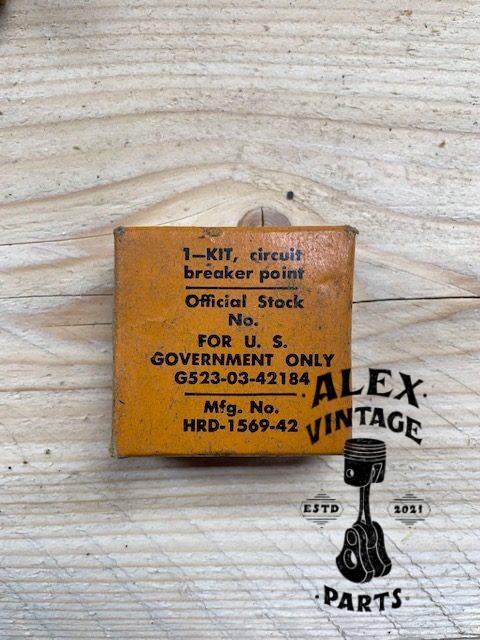 1—KIT, circuit
breaker point
Official Stock
No.
FOR U. S.
GOVERNMENT ONLY
G523-03-42184
Mfg. No.
HRD-1569-42
ALEX
VINTAGE
ESTD 2021
PARTS